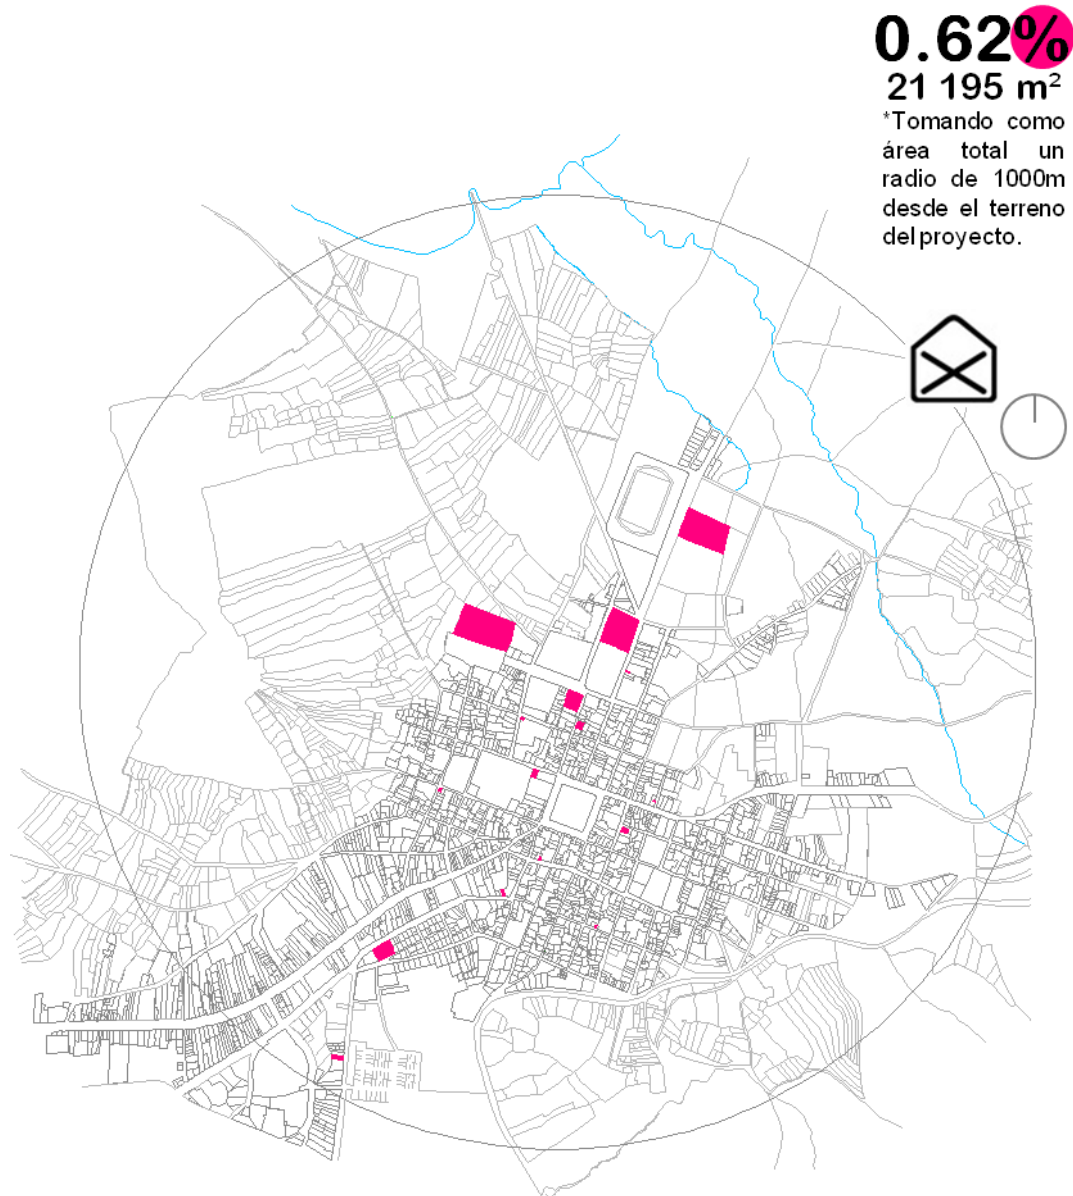 0.62%
21 195 m²
*Tomando como
área total un
radio de 1000m
desde el terreno
del proyecto.